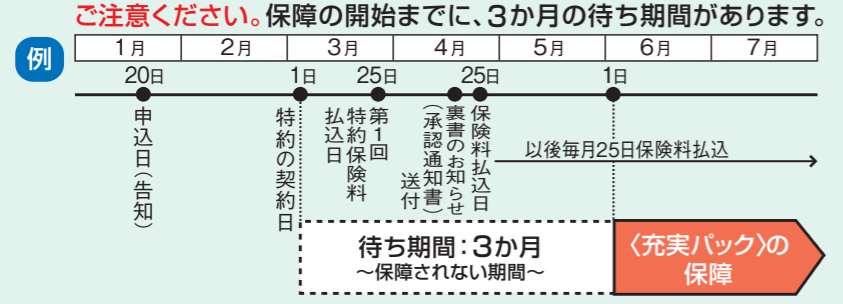 ご注意ください。保障の開始までに、3か月の待ち期間があります。
例
1月 2月 3月 4月 5月 6月 7月
20日 1日 25日 25日 1日
申込日(告知)
特約の契約日
第1回
特約保険料
払込日
裏書のお知らせ
(承認通知書)
送付
保険料払込日
以後毎月25日保険料払込
待ち期間:3か月
~保障されない期間~
〈充実パック〉の
保障